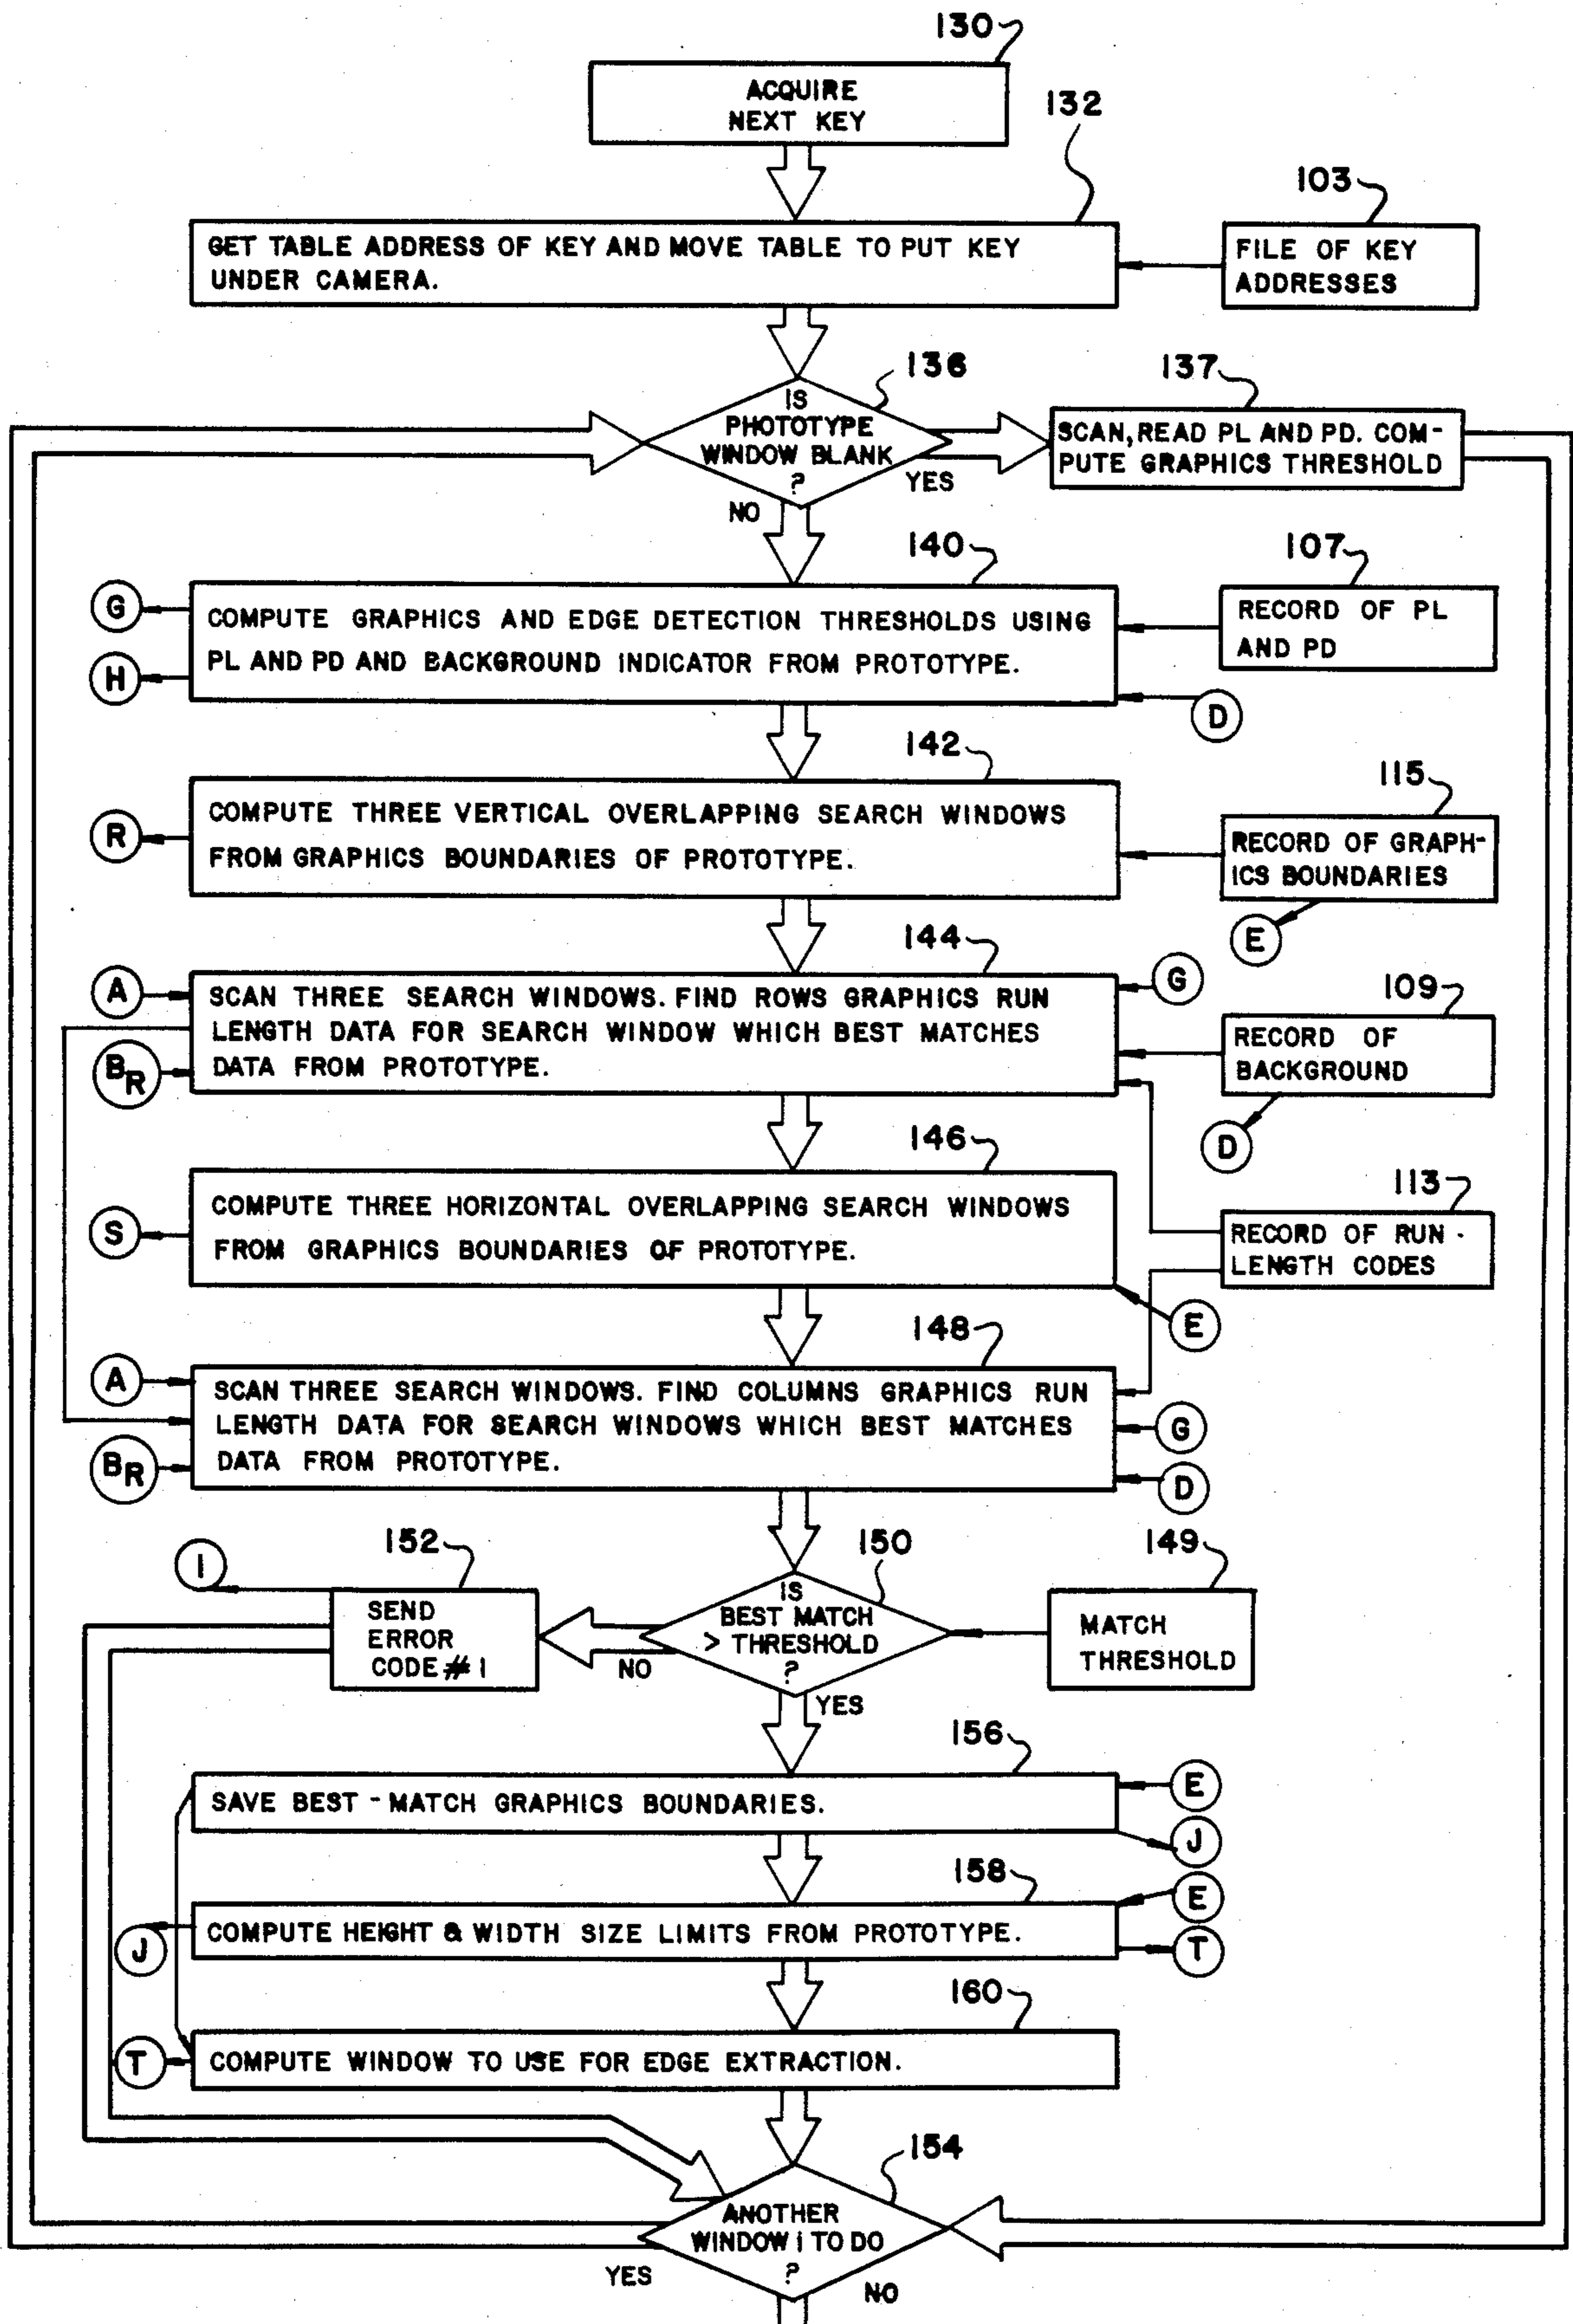 130
ACQUIRE
NEXT KEY
132
103
GET TABLE ADDRESS OF KEY AND MOVE TABLE TO PUT KEY
UNDER CAMERA.
FILE OF KEY
ADDRESSES
136
137
IS
PHOTOTYPE
WINDOW BLANK
?
YES
NO
SCAN, READ PL AND PD. COM-
PUTE GRAPHICS THRESHOLD
140
107
G
H
COMPUTE GRAPHICS AND EDGE DETECTION THRESHOLDS USING
PL AND PD AND BACKGROUND INDICATOR FROM PROTOTYPE.
RECORD OF PL
AND PD
D
142
115
R
COMPUTE THREE VERTICAL OVERLAPPING SEARCH WINDOWS
FROM GRAPHICS BOUNDARIES OF PROTOTYPE.
RECORD OF GRAPH-
ICS BOUNDARIES
E
144
109
A
BR
SCAN THREE SEARCH WINDOWS. FIND ROWS GRAPHICS RUN
LENGTH DATA FOR SEARCH WINDOW WHICH BEST MATCHES
DATA FROM PROTOTYPE.
G
RECORD OF
BACKGROUND
D
146
113
S
COMPUTE THREE HORIZONTAL OVERLAPPING SEARCH WINDOWS
FROM GRAPHICS BOUNDARIES OF PROTOTYPE.
RECORD OF RUN -
LENGTH CODES
E
148
A
BR
SCAN THREE SEARCH WINDOWS. FIND COLUMNS GRAPHICS RUN
LENGTH DATA FOR SEARCH WINDOWS WHICH BEST MATCHES
DATA FROM PROTOTYPE.
G
D
152
150
149
I
SEND
ERROR
CODE # 1
IS
BEST MATCH
> THRESHOLD
?
NO
YES
MATCH
THRESHOLD
156
SAVE BEST - MATCH GRAPHICS BOUNDARIES.
E
J
158
J
COMPUTE HEIGHT & WIDTH SIZE LIMITS FROM PROTOTYPE.
E
T
160
T
COMPUTE WINDOW TO USE FOR EDGE EXTRACTION.
154
ANOTHER
WINDOW i TO DO
?
YES
NO